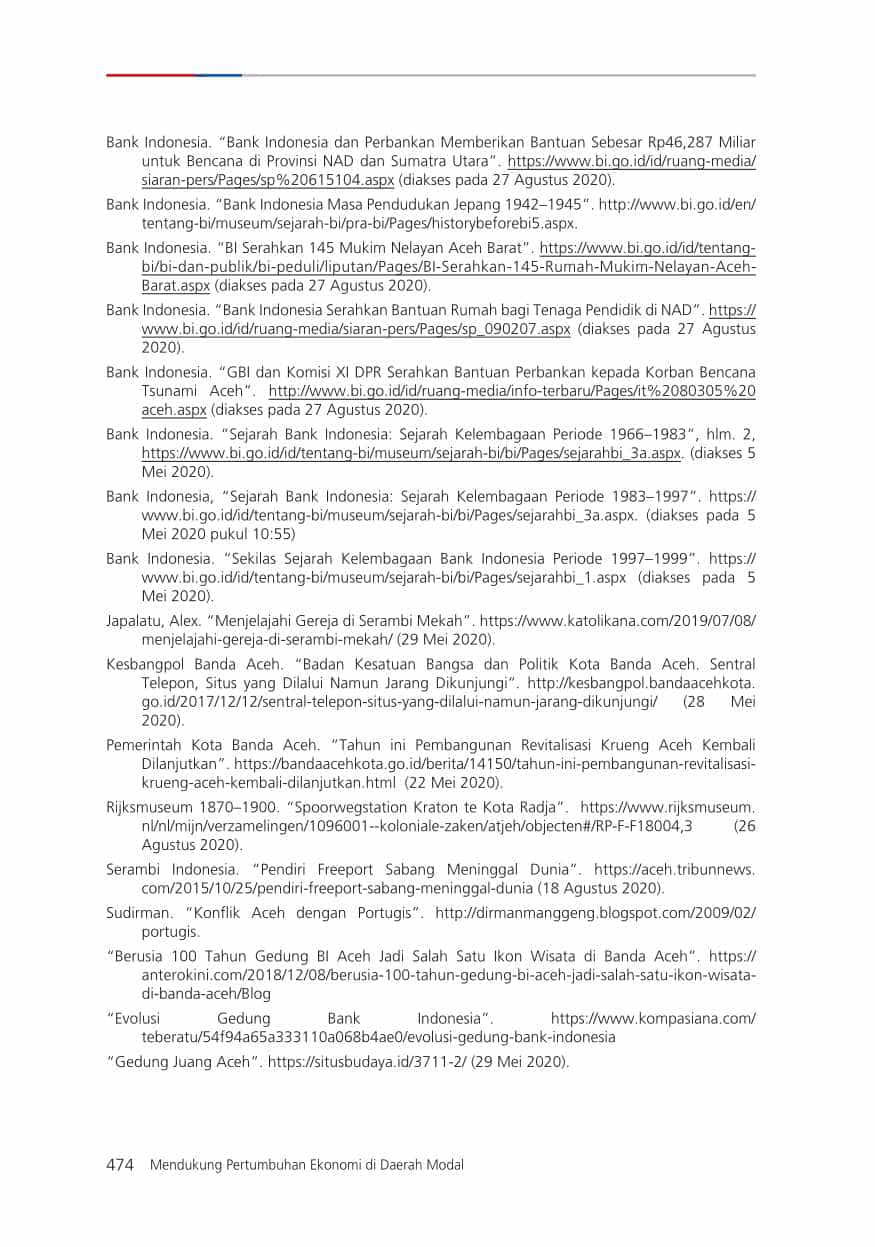 Bank Indonesia. “Bank Indonesia dan Perbankan Memberikan Bantuan Sebesar Rp46,287 Miliar
untuk Bencana di Provinsi NAD dan Sumatra Utara”. https://www.bi.go.id/id/ruang-media/
siaran-pers/Pages/sp%20615104.aspx (diakses pada 27 Agustus 2020).
Bank Indonesia. “Bank Indonesia Masa Pendudukan Jepang 1942–1945”. http://www.bi.go.id/en/
tentang-bi/museum/sejarah-bi/pra-bi/Pages/historybeforebi5.aspx.
Bank Indonesia. “BI Serahkan 145 Mukim Nelayan Aceh Barat”. https://www.bi.go.id/id/tentang-
bi/bi-dan-publik/bi-peduli/liputan/Pages/BI-Serahkan-145-Rumah-Mukim-Nelayan-Aceh-
Barat.aspx (diakses pada 27 Agustus 2020).
Bank Indonesia. “Bank Indonesia Serahkan Bantuan Rumah bagi Tenaga Pendidik di NAD”. https://
www.bi.go.id/id/ruang-media/siaran-pers/Pages/sp_090207.aspx (diakses pada 27 Agustus
2020).
Bank Indonesia. “GBI dan Komisi XI DPR Serahkan Bantuan Perbankan kepada Korban Bencana
Tsunami Aceh”. http://www.bi.go.id/id/ruang-media/info-terbaru/Pages/it%2080305%20
aceh.aspx (diakses pada 27 Agustus 2020).
Bank Indonesia. “Sejarah Bank Indonesia: Sejarah Kelembagaan Periode 1966–1983”, hlm. 2,
https://www.bi.go.id/id/tentang-bi/museum/sejarah-bi/bi/Pages/sejarahbi_3a.aspx. (diakses 5
Mei 2020).
Bank Indonesia, “Sejarah Bank Indonesia: Sejarah Kelembagaan Periode 1983–1997”. https://
www.bi.go.id/id/tentang-bi/museum/sejarah-bi/bi/Pages/sejarahbi_3a.aspx. (diakses pada 5
Mei 2020 pukul 10:55)
Bank Indonesia. “Sekilas Sejarah Kelembagaan Bank Indonesia Periode 1997–1999”. https://
www.bi.go.id/id/tentang-bi/museum/sejarah-bi/bi/Pages/sejarahbi_1.aspx (diakses pada 5
Mei 2020).
Japalatu, Alex. “Menjelajahi Gereja di Serambi Mekah”. https://www.katolikana.com/2019/07/08/
menjelajahi-gereja-di-serambi-mekah/ (29 Mei 2020).
Kesbangpol Banda Aceh. “Badan Kesatuan Bangsa dan Politik Kota Banda Aceh. Sentral
Telepon, Situs yang Dilalui Namun Jarang Dikunjungi”. http://kesbangpol.bandaacehkota.
go.id/2017/12/12/sentral-telepon-situs-yang-dilalui-namun-jarang-dikunjungi/ (28 Mei
2020).
Pemerintah Kota Banda Aceh. “Tahun ini Pembangunan Revitalisasi Krueng Aceh Kembali
Dilanjutkan”. https://bandaacehkota.go.id/berita/14150/tahun-ini-pembangunan-revitalisasi-
krueng-aceh-kembali-dilanjutkan.html (22 Mei 2020).
Rijksmuseum 1870–1900. “Spoorwegstation Kraton te Kota Radja”. https://www.rijksmuseum.
nl/nl/mijn/verzamelingen/1096001--koloniale-zaken/atjeh/objecten#/RP-F-F18004,3 (26
Agustus 2020).
Serambi Indonesia. “Pendiri Freeport Sabang Meninggal Dunia”. https://aceh.tribunnews.
com/2015/10/25/pendiri-freeport-sabang-meninggal-dunia (18 Agustus 2020).
Sudirman. “Konflik Aceh dengan Portugis”. http://dirmanmanggeng.blogspot.com/2009/02/
portugis.
“Berusia 100 Tahun Gedung BI Aceh Jadi Salah Satu Ikon Wisata di Banda Aceh”. https://
anterokini.com/2018/12/08/berusia-100-tahun-gedung-bi-aceh-jadi-salah-satu-ikon-wisata-
di-banda-aceh/Blog
“Evolusi Gedung Bank Indonesia”. https://www.kompasiana.com/
teberatu/54f94a65a333110a068b4ae0/evolusi-gedung-bank-indonesia
“Gedung Juang Aceh”. https://situsbudaya.id/3711-2/ (29 Mei 2020).
474 Mendukung Pertumbuhan Ekonomi di Daerah Modal